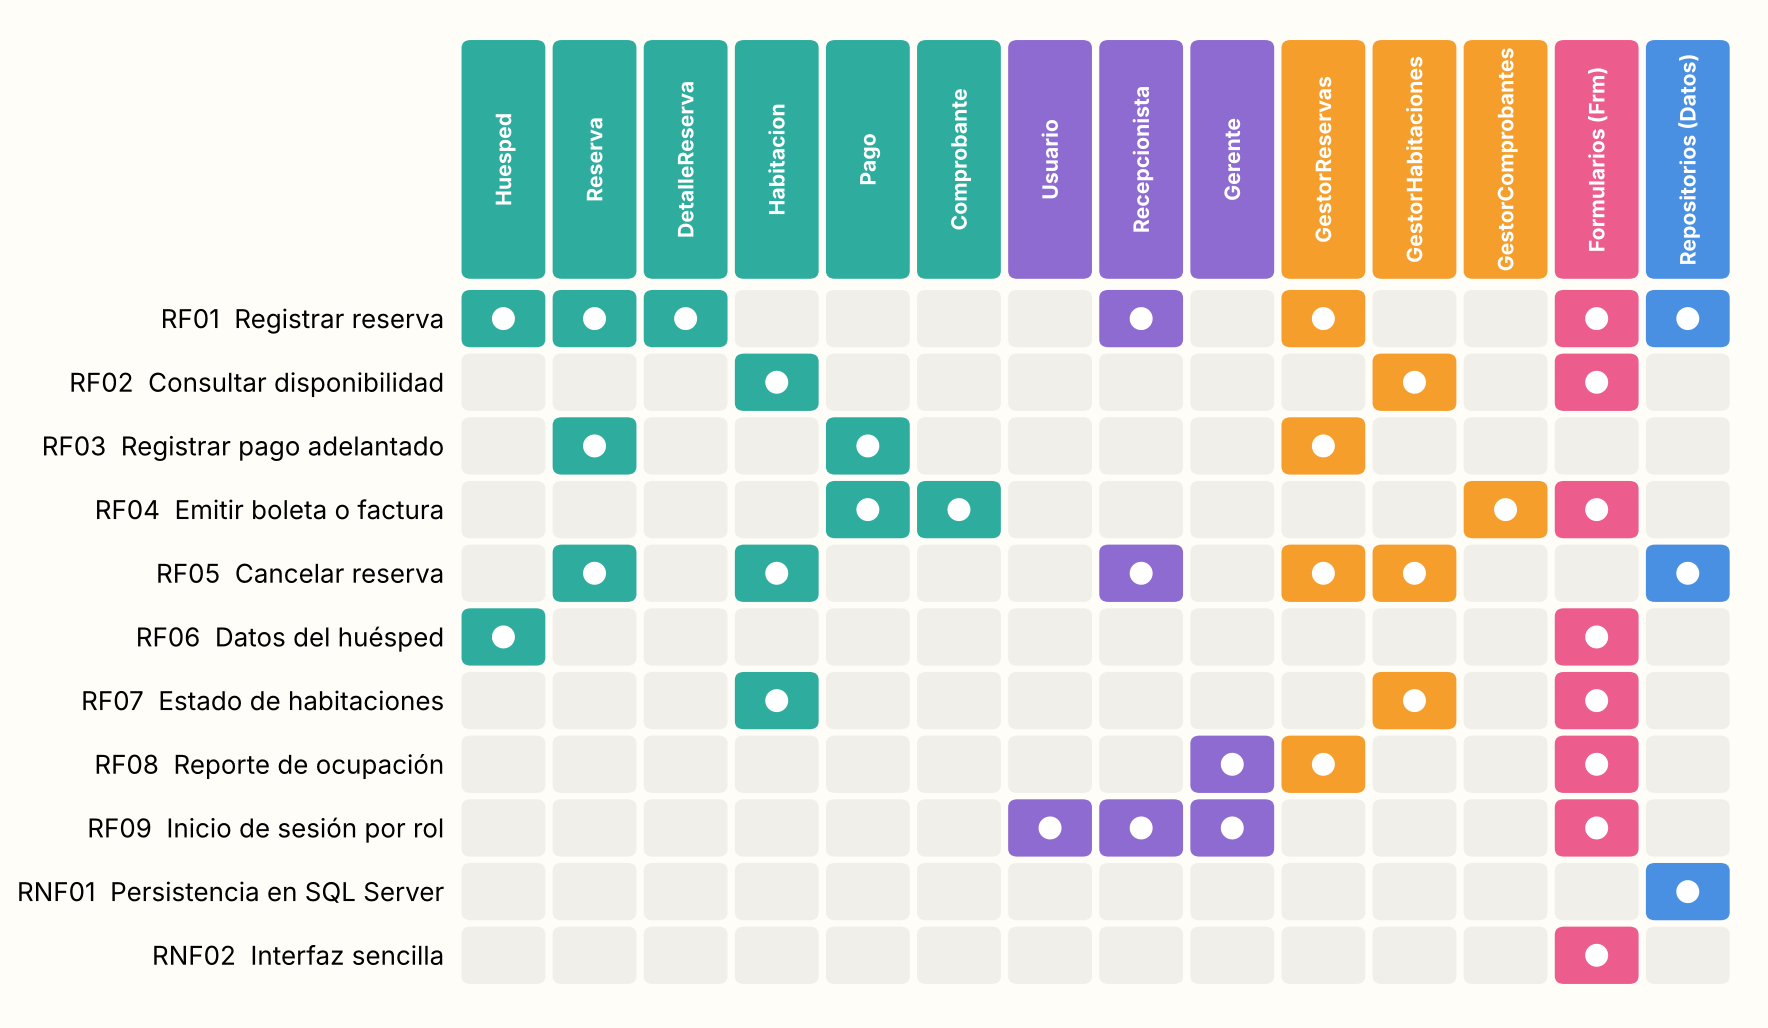 Huesped
Reserva
DetalleReserva
Habitacion
Pago
Comprobante
Usuario
Recepcionista
Gerente
GestorReservas
GestorHabitaciones
GestorComprobantes
Formularios (Frm)
Repositorios (Datos)
RF01 Registrar reserva
RF02 Consultar disponibilidad
RF03 Registrar pago adelantado
RF04 Emitir boleta o factura
RF05 Cancelar reserva
RF06 Datos del huésped
RF07 Estado de habitaciones
RF08 Reporte de ocupación
RF09 Inicio de sesión por rol
RNF01 Persistencia en SQL Server
RNF02 Interfaz sencilla